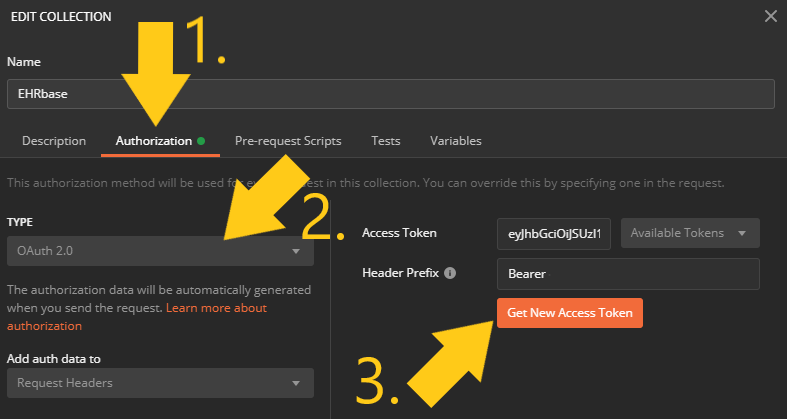 EDIT COLLECTION
1.
Name
EHRbase
Description Authorization Pre-request Scripts Tests Variables
This authorization method will be used for every request in this collection. You can override this by specifying one in the request.
TYPE
OAuth 2.0
2.
The authorization data will be automatically generated
when you send the request. Learn more about
authorization
Add auth data to
Request Headers
Access Token eyJhbGciOiJSUzI1 Available Tokens
Header Prefix Bearer
Get New Access Token
3.